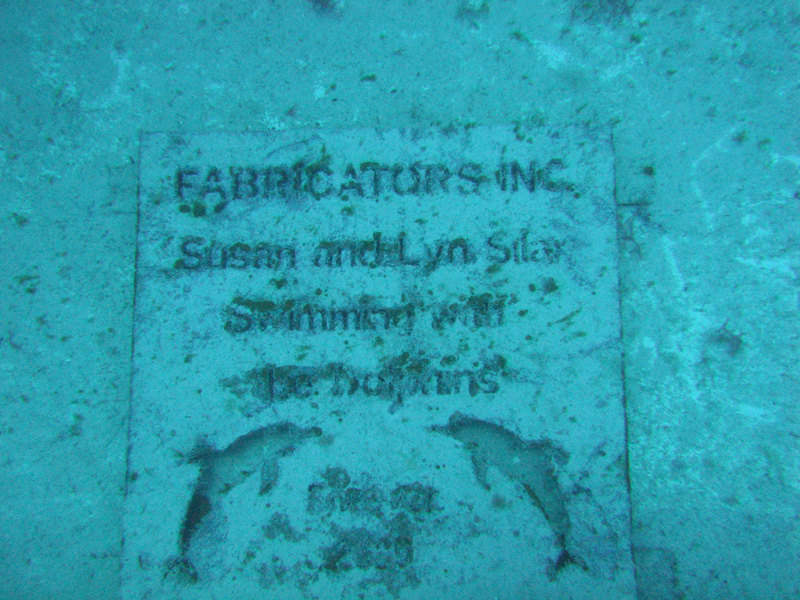 FABRICATORS INC.
Susan and Lyn Silar
Swimming with
the Dolphins